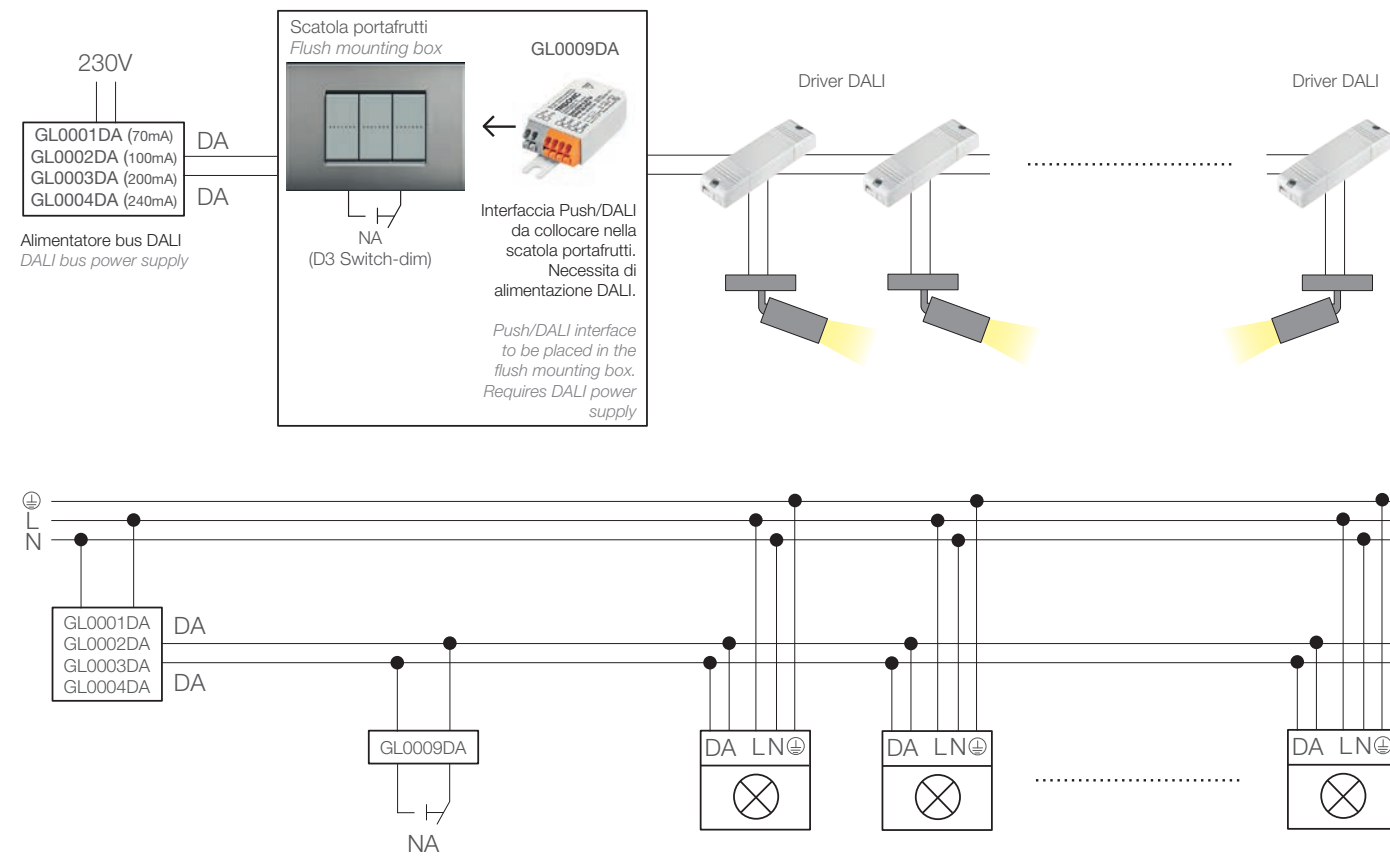 230V
GL0001DA (70mA)
GL0002DA (100mA)
GL0003DA (200mA)
GL0004DA (240mA)
DA
DA
Alimentatore bus DALI
DALI bus power supply
Scatola portafrutti
Flush mounting box
NA
(D3 Switch-dim)
GL0009DA
Interfaccia Push/DALI
da collocare nella
scatola portafrutti.
Necessita di
alimentazione DALI.
Push/DALI interface
to be placed in the
flush mounting box.
Requires DALI power
supply
Driver DALI
Driver DALI
L
N
GL0001DA
GL0002DA
GL0003DA
GL0004DA
DA
DA
GL0009DA
NA
DA L N
DA L N
DA L N